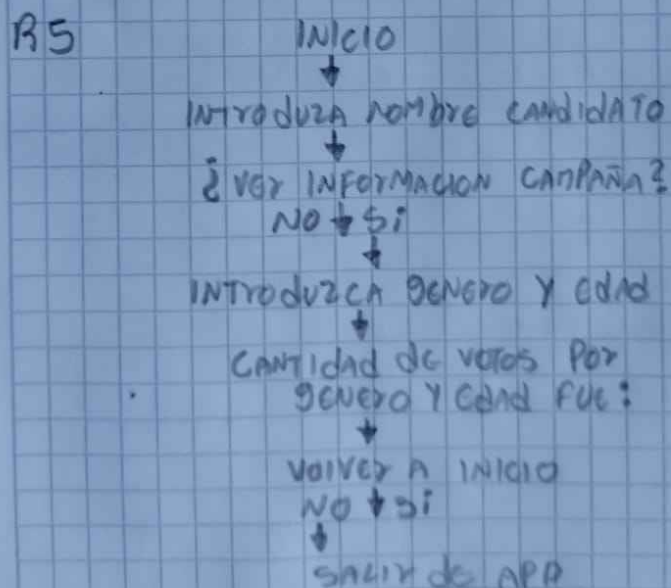 R5
INICIO
INTRODUZA NOMBRE CANDIDATO
¿VER INFORMACION CAMPAÑA?
NO SI
INTRODUZCA GENERO Y EDAD
CANTIDAD DE VOTOS POR
GENERO Y EDAD FUE:
VOLVER A INICIO
NO SI
SALIR DE APP